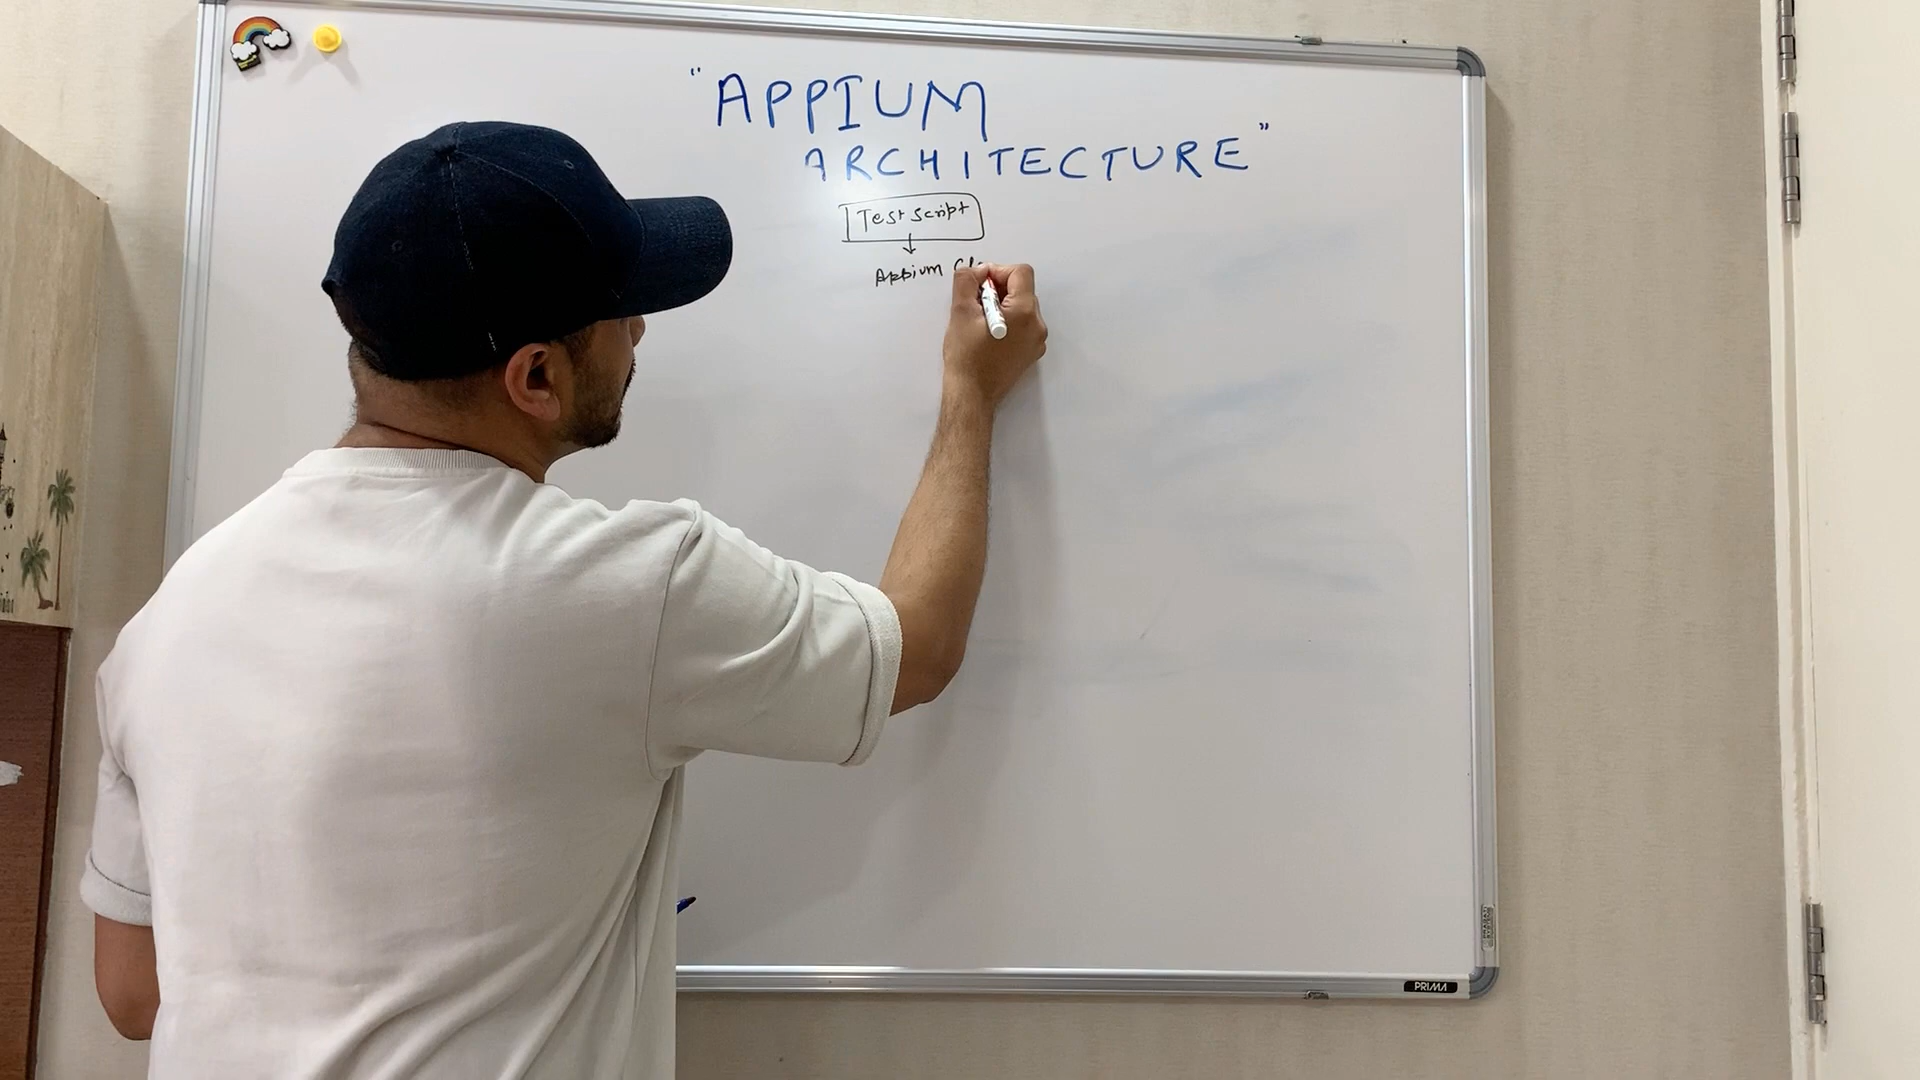 "APPIUM
ARCHITECTURE"
Test script
Appium
PRIMA